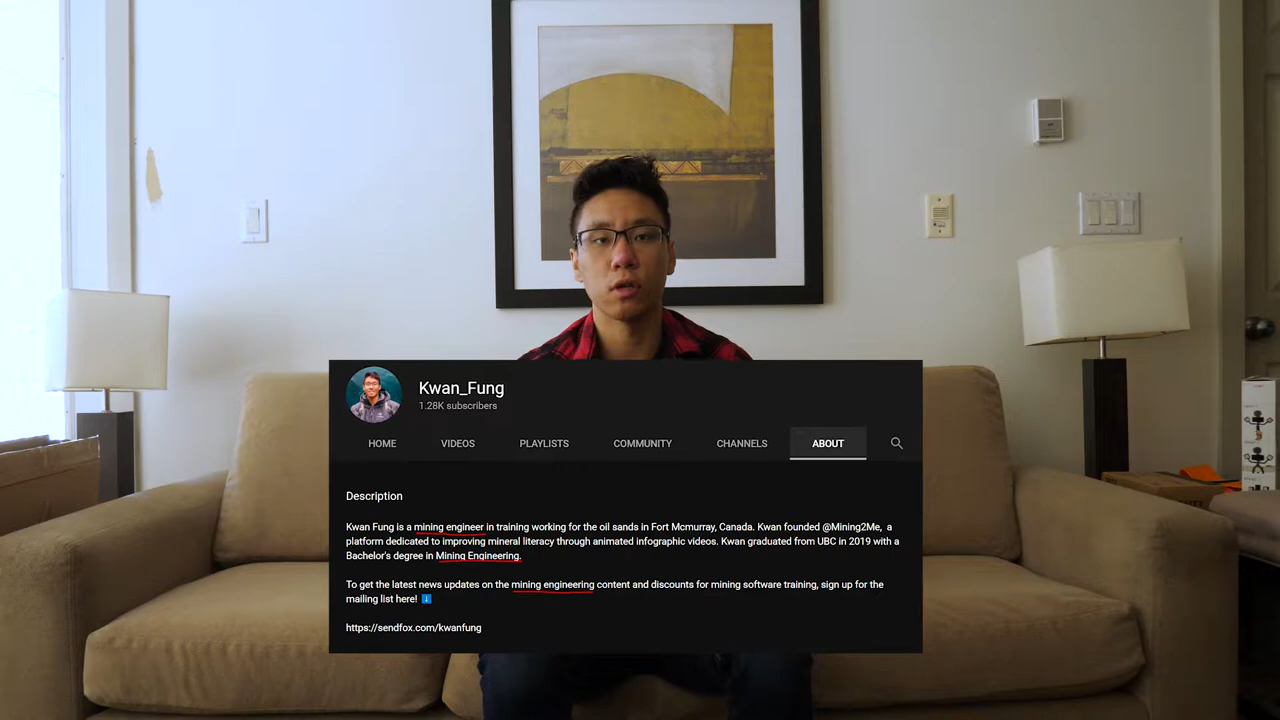 Kwan_Fung
1.28K subscribers
HOME VIDEOS PLAYLISTS COMMUNITY CHANNELS ABOUT
Description
Kwan Fung is a mining engineer in training working for the oil sands in Fort Mcmurray, Canada. Kwan founded @Mining2Me, a
platform dedicated to improving mineral literacy through animated infographic videos. Kwan graduated from UBC in 2019 with a
Bachelor's degree in Mining Engineering.
To get the latest news updates on the mining engineering content and discounts for mining software training, sign up for the
mailing list here! ⬇️
https://sendfox.com/kwanfung